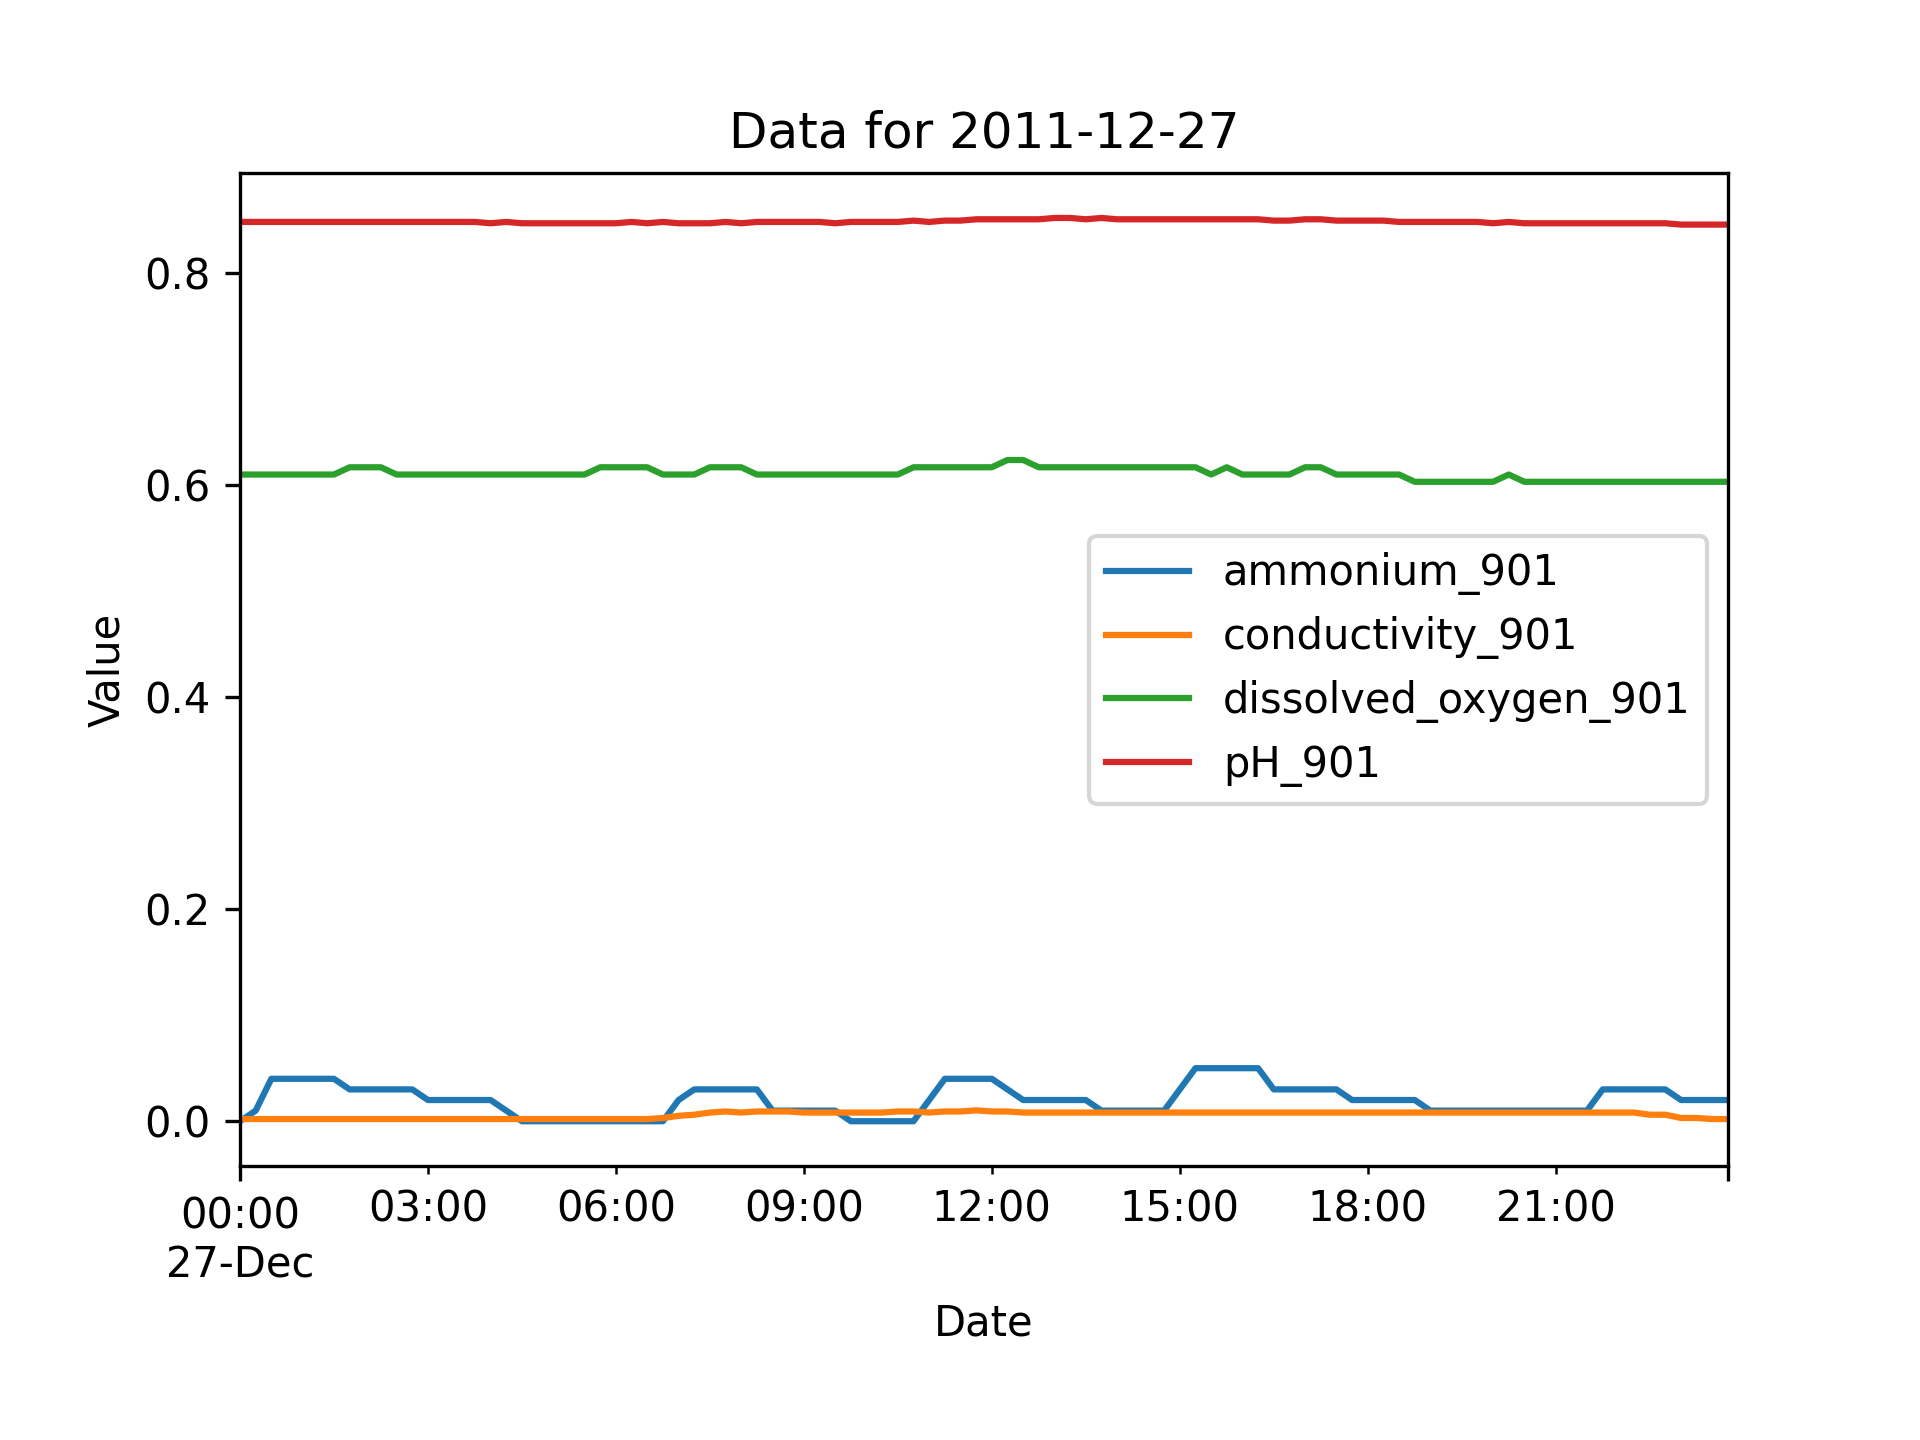 Data for 2011-12-27
0.8
0.6
0.4
0.2
0.0
Value
ammonium_901
conductivity_901
dissolved_oxygen_901
pH_901
00:00 03:00 06:00 09:00 12:00 15:00 18:00 21:00
27-Dec
Date